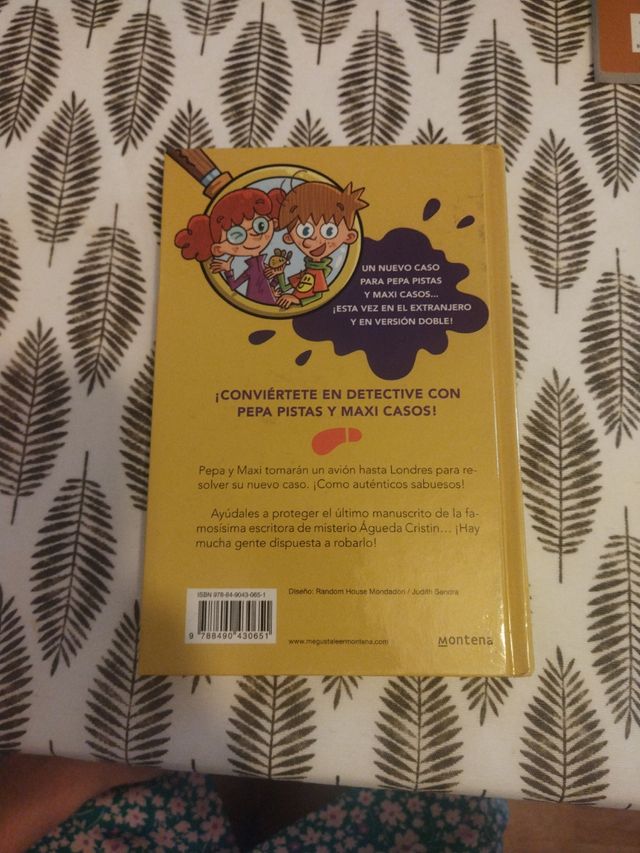 UN NUEVO CASO
PARA PEPA PISTAS
Y MAXI CASOS...
¡ESTA VEZ EN EL EXTRANJERO
Y EN VERSIÓN DOBLE!
¡CONVIÉRTETE EN DETECTIVE CON
PEPA PISTAS Y MAXI CASOS!
Pepa y Maxi tomarán un avión hasta Londres para re-
solver su nuevo caso. ¡Como auténticos sabuesos!
Ayúdales a proteger el último manuscrito de la fa-
mosísima escritora de misterio Águeda Cristin... ¡Hay
mucha gente dispuesta a robarlo!
ISBN 978-84-9043-065-1
Diseño: Random House Mondadori / Judith Sendra
9 788490 430651
www.megustaleermontena.com
Montena